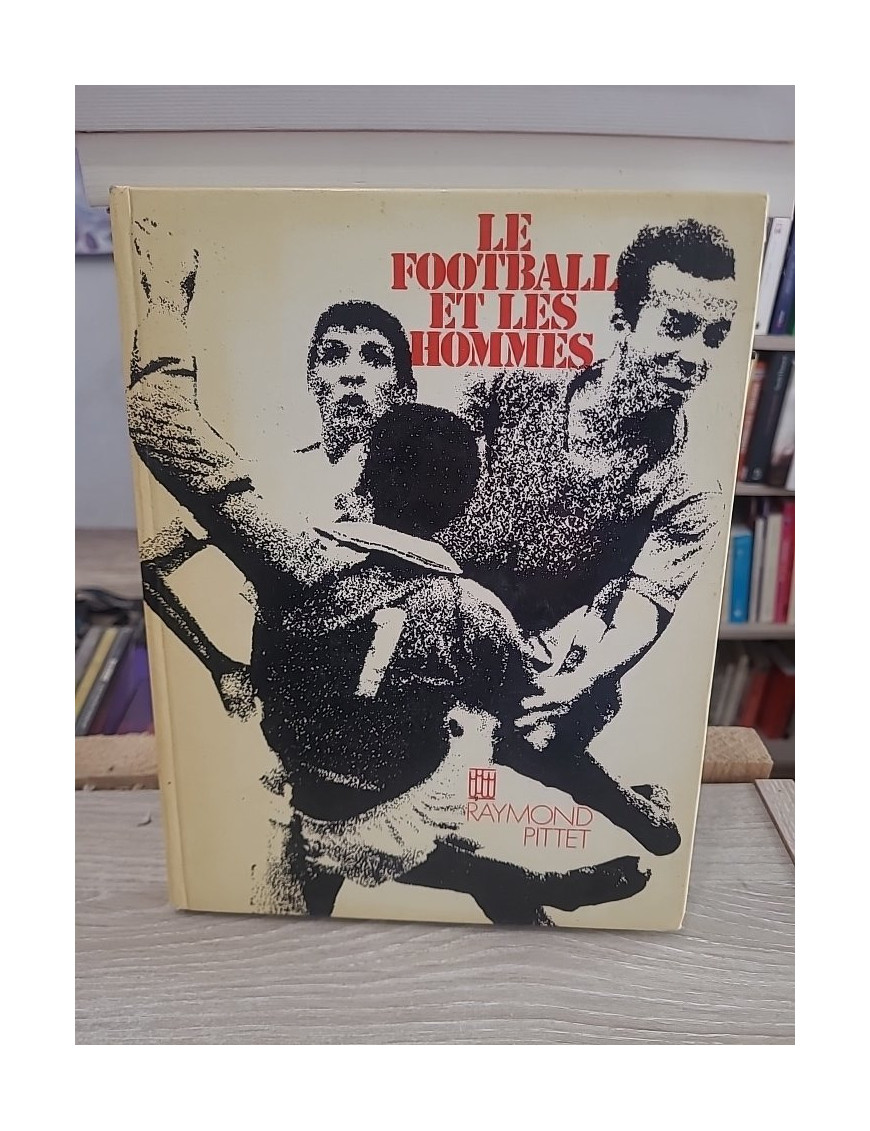 LE
FOOTBALL
ET LES
HOMMES
RAYMOND
PITTET